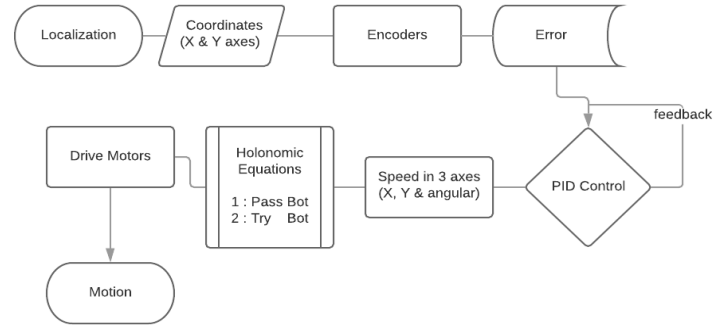 Localization
Coordinates
(X & Y axes)
Encoders
Error
feedback
Drive Motors
Holonomic
Equations
1 : Pass Bot
2 : Try Bot
Speed in 3 axes
(X, Y & angular)
PID Control
Motion